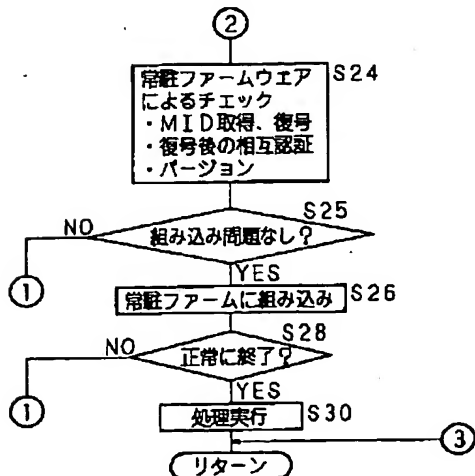 ②
常駐ファームウェア S24
によるチェック
・MID取得、復号
・復号後の相互認証
・バージョン
S25
NO 組み込み問題なし?
① YES
常駐ファームに組み込み S26
S28
NO 正常に終了?
① YES
処理実行 S30
③
リターン